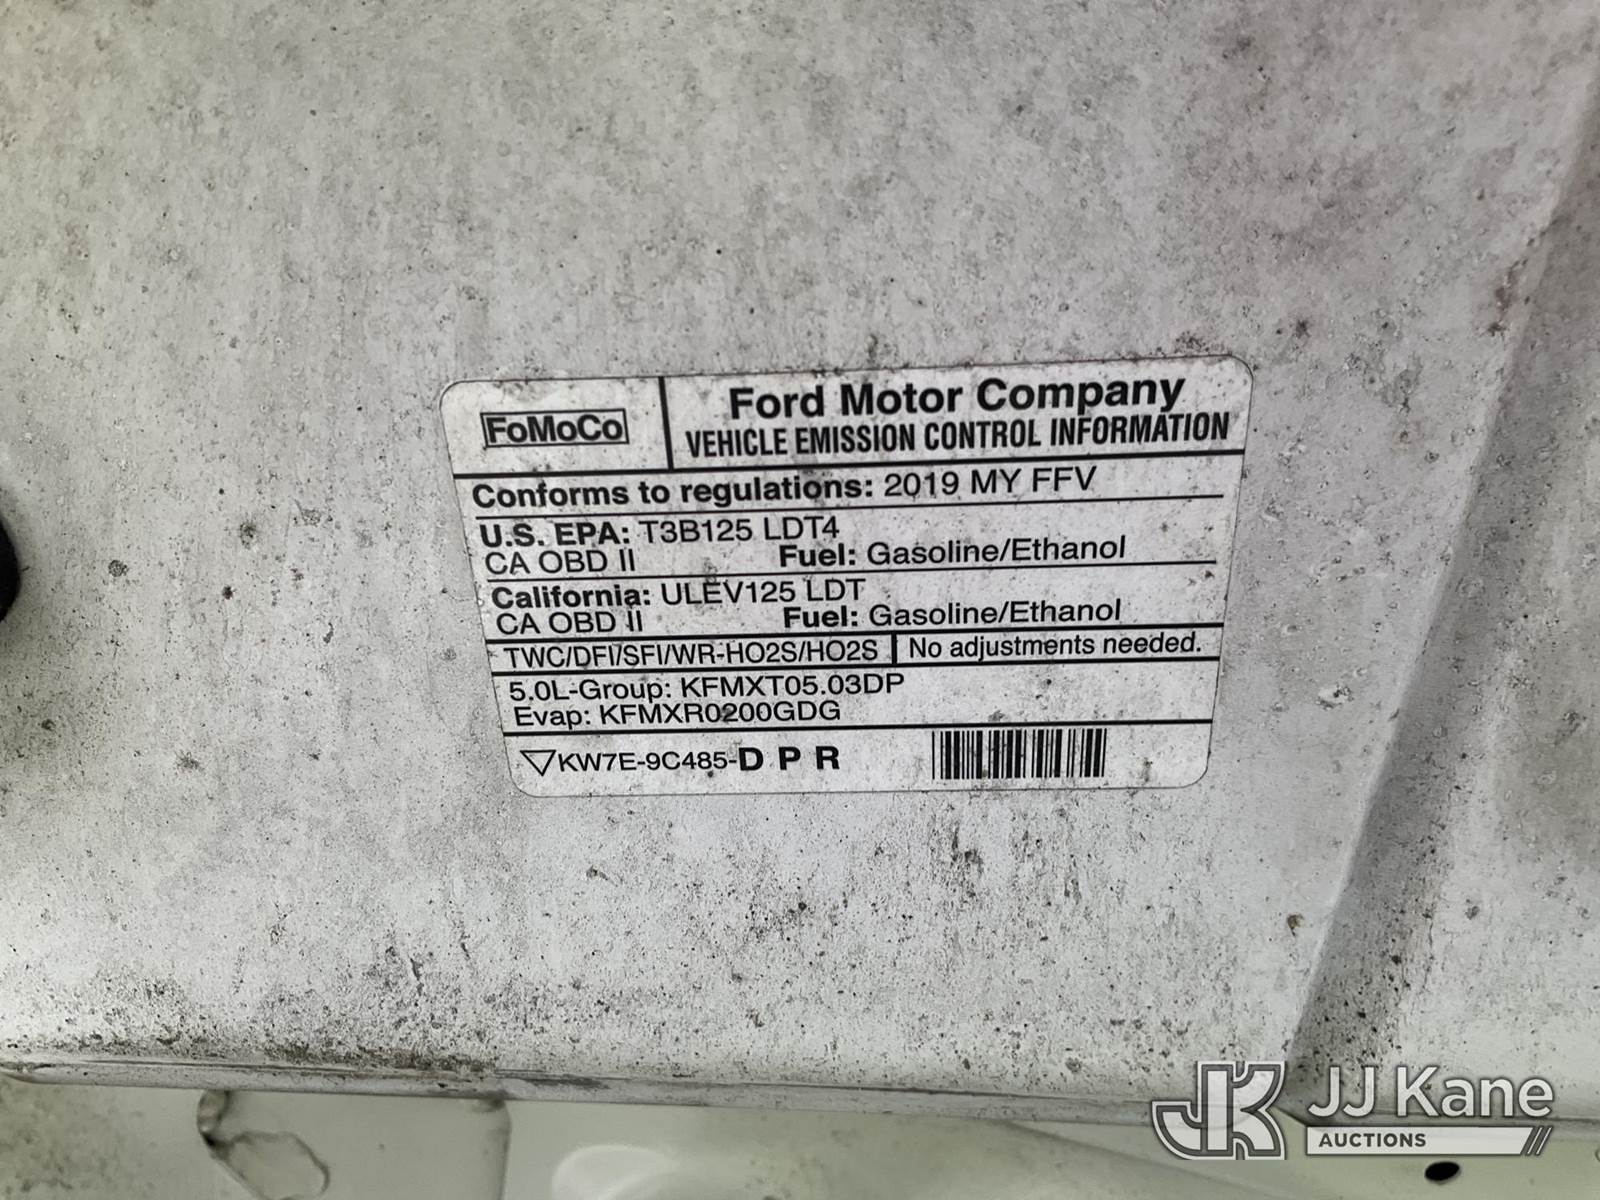 FoMoCo
Ford Motor Company
VEHICLE EMISSION CONTROL INFORMATION
Conforms to regulations: 2019 MY FFV
U.S. EPA: T3B125 LDT4
CA OBD II Fuel: Gasoline/Ethanol
California: ULEV125 LDT
CA OBD II Fuel: Gasoline/Ethanol
TWC/DFI/SFI/WR-HO2S/HO2S No adjustments needed.
5.0L-Group: KFMXT05.03DP
Evap: KFMXR0200GDG
KW7E-9C485-D P R
JK JJ Kane
AUCTIONS